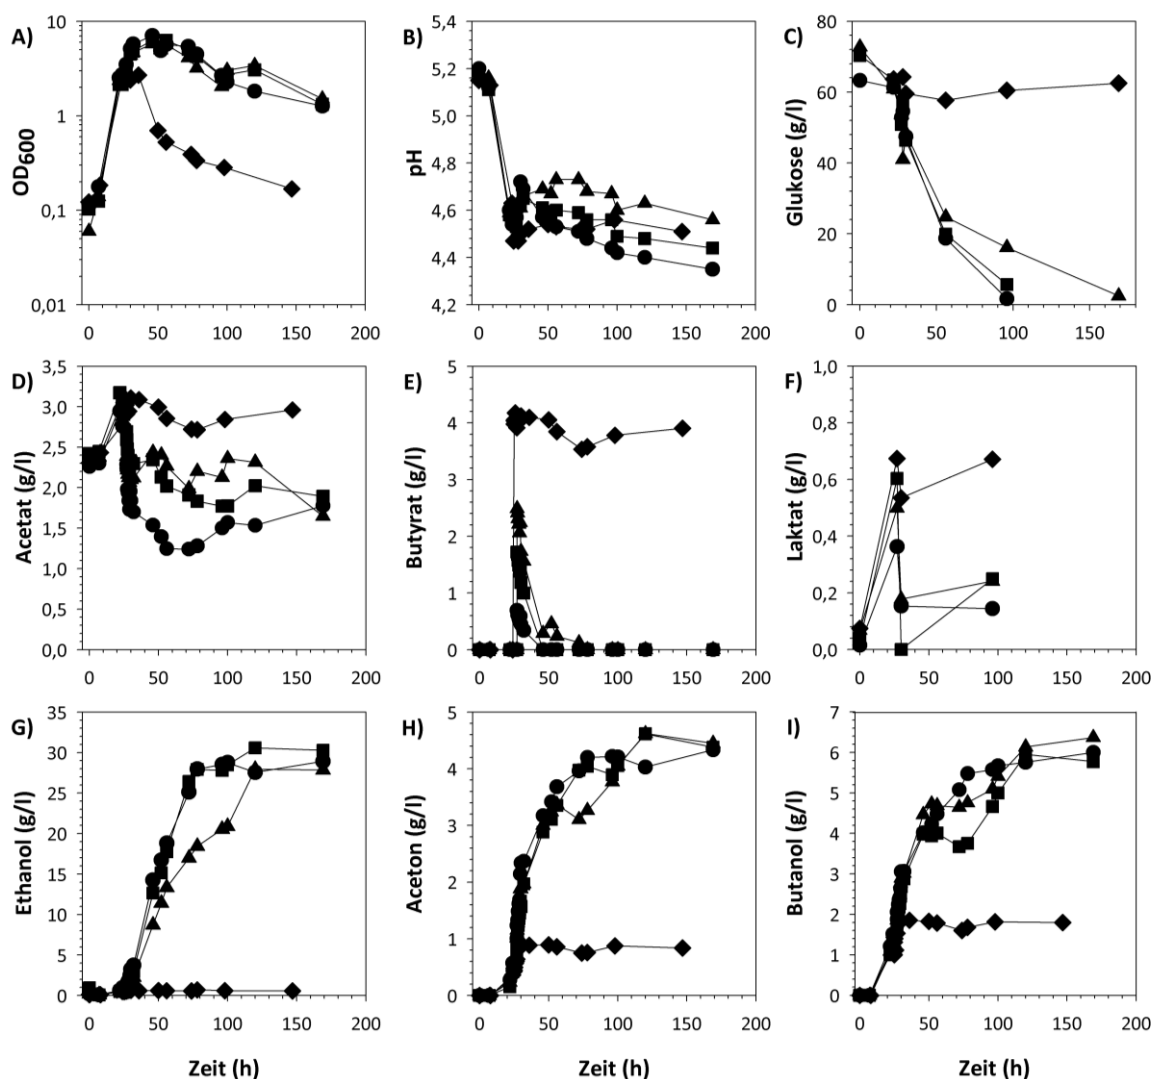 A)
OD600
10
1
0,1
0,01
0 50 100 150 200
B)
pH
5,4
5,2
5,0
4,8
4,6
4,4
4,2
0 50 100 150 200
C)
Glukose (g/l)
80
60
40
20
0
0 50 100 150
D)
Acetat (g/l)
3,5
3,0
2,5
2,0
1,5
1,0
0,5
0,0
0 50 100 150 200
E)
Butyrat (g/l)
5
4
3
2
1
0
0 50 100 150 200
F)
Laktat (g/l)
1,0
0,8
0,6
0,4
0,2
0,0
0 50 100 150 200
G)
Ethanol (g/l)
35
30
25
20
15
10
5
0
0 50 100 150 200
Zeit (h)
H)
Aceton (g/l)
5
4
3
2
1
0
0 50 100 150 200
Zeit (h)
I)
Butanol (g/l)
7
6
5
4
3
2
1
0
0 50 100 150 200
Zeit (h)